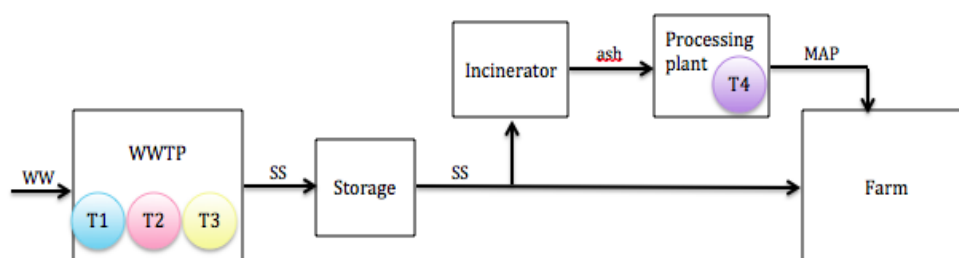 WW
WWTP
T1
T2
T3
SS
Storage
SS
Incinerator
ash
Processing
plant
T4
MAP
Farm